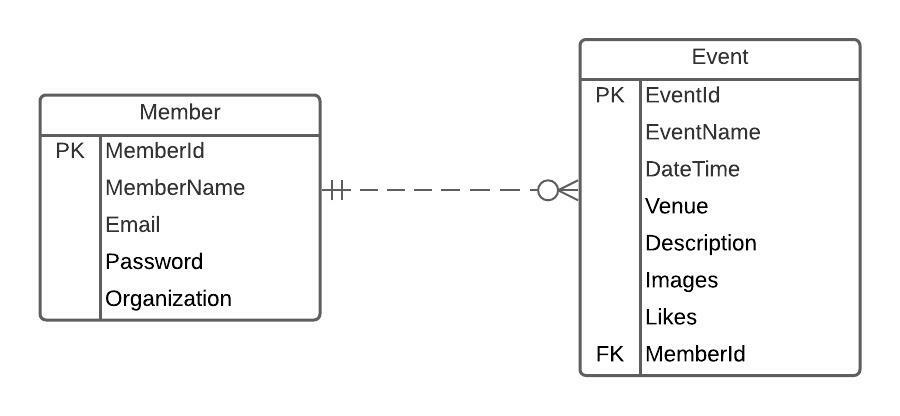 Member
PK MemberId
MemberName
Email
Password
Organization
Event
PK EventId
EventName
DateTime
Venue
Description
Images
Likes
FK MemberId